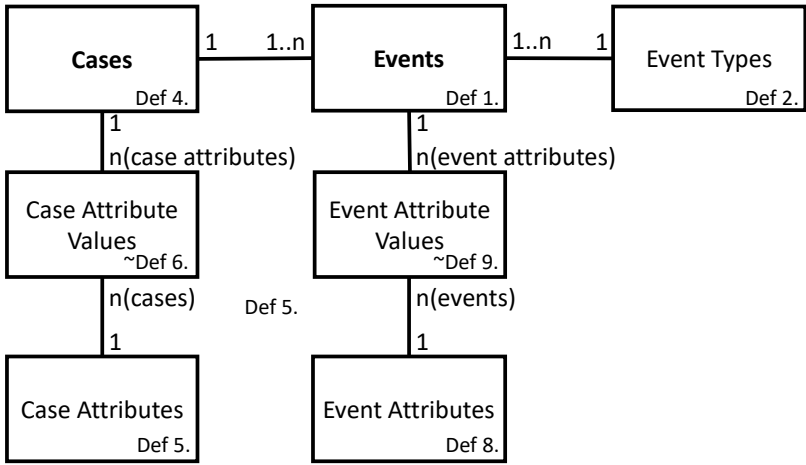 Cases
Def 4.
1
1..n
Events
Def 1.
1..n
1
Event Types
Def 2.
1
n(case attributes)
1
n(event attributes)
Case Attribute
Values
~Def 6.
Event Attribute
Values
~Def 9.
n(cases)
Def 5.
n(events)
1
1
Case Attributes
Def 5.
Event Attributes
Def 8.